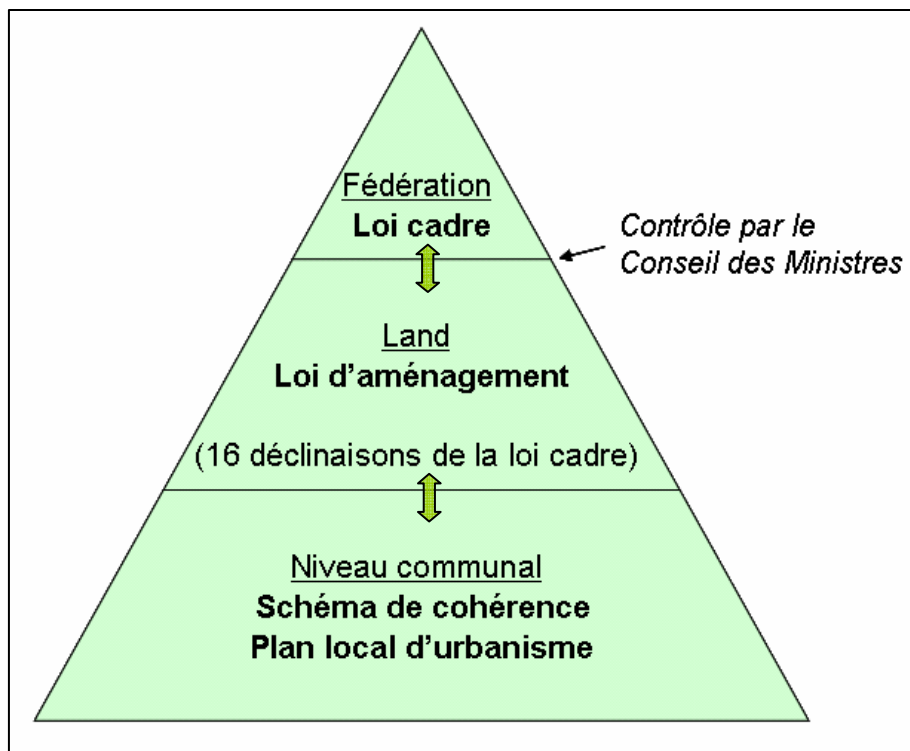 Fédération
Loi cadre
Contrôle par le
Conseil des Ministres
Land
Loi d'aménagement
(16 déclinaisons de la loi cadre)
Niveau communal
Schéma de cohérence
Plan local d'urbanisme